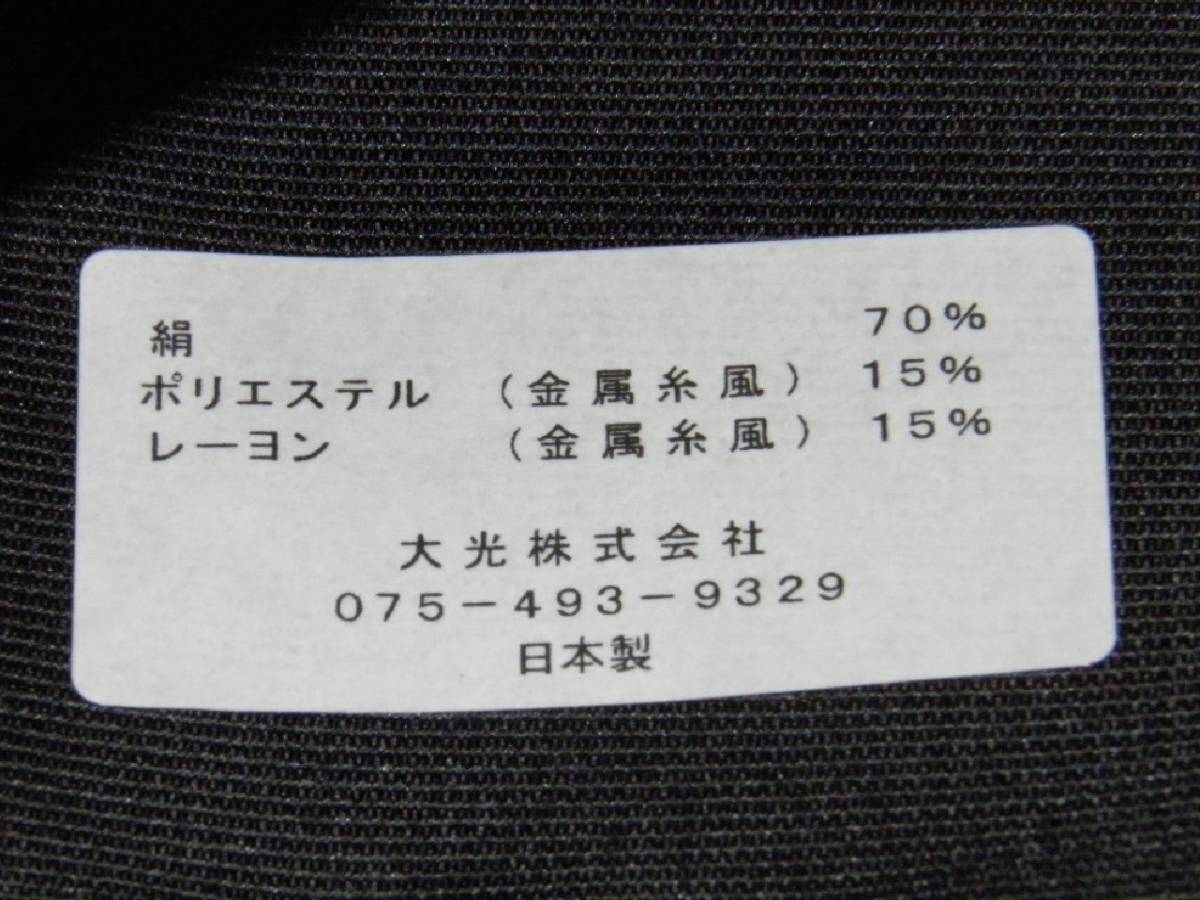 絹 70%
ポリエステル (金属糸風) 15%
レーヨン (金属糸風) 15%
大光株式会社
075-493-9329
日本製